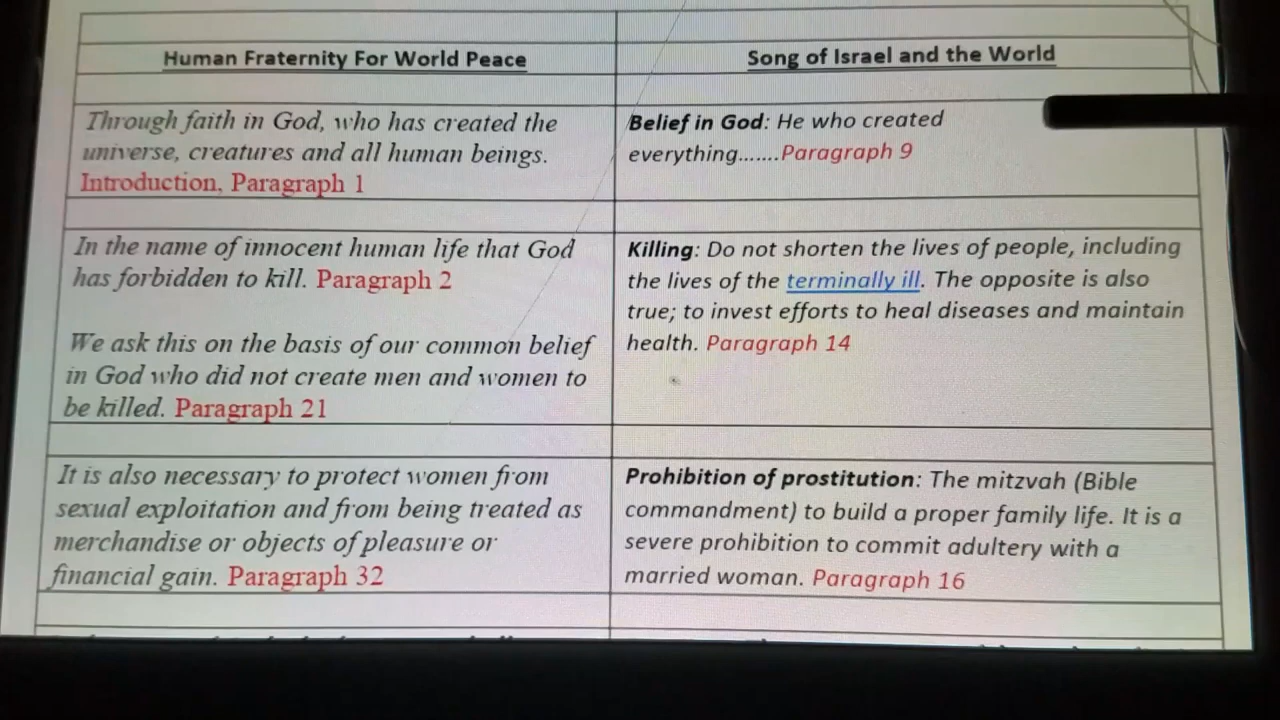 Human Fraternity For World Peace
Song of Israel and the World
Through faith in God, who has created the
universe, creatures and all human beings.
Introduction, Paragraph 1
Belief in God: He who created
everything.......Paragraph 9
In the name of innocent human life that God
has forbidden to kill. Paragraph 2
We ask this on the basis of our common belief
in God who did not create men and women to
be killed. Paragraph 21
Killing: Do not shorten the lives of people, including
the lives of the terminally ill. The opposite is also
true; to invest efforts to heal diseases and maintain
health. Paragraph 14
It is also necessary to protect women from
sexual exploitation and from being treated as
merchandise or objects of pleasure or
financial gain. Paragraph 32
Prohibition of prostitution: The mitzvah (Bible
commandment) to build a proper family life. It is a
severe prohibition to commit adultery with a
married woman. Paragraph 16